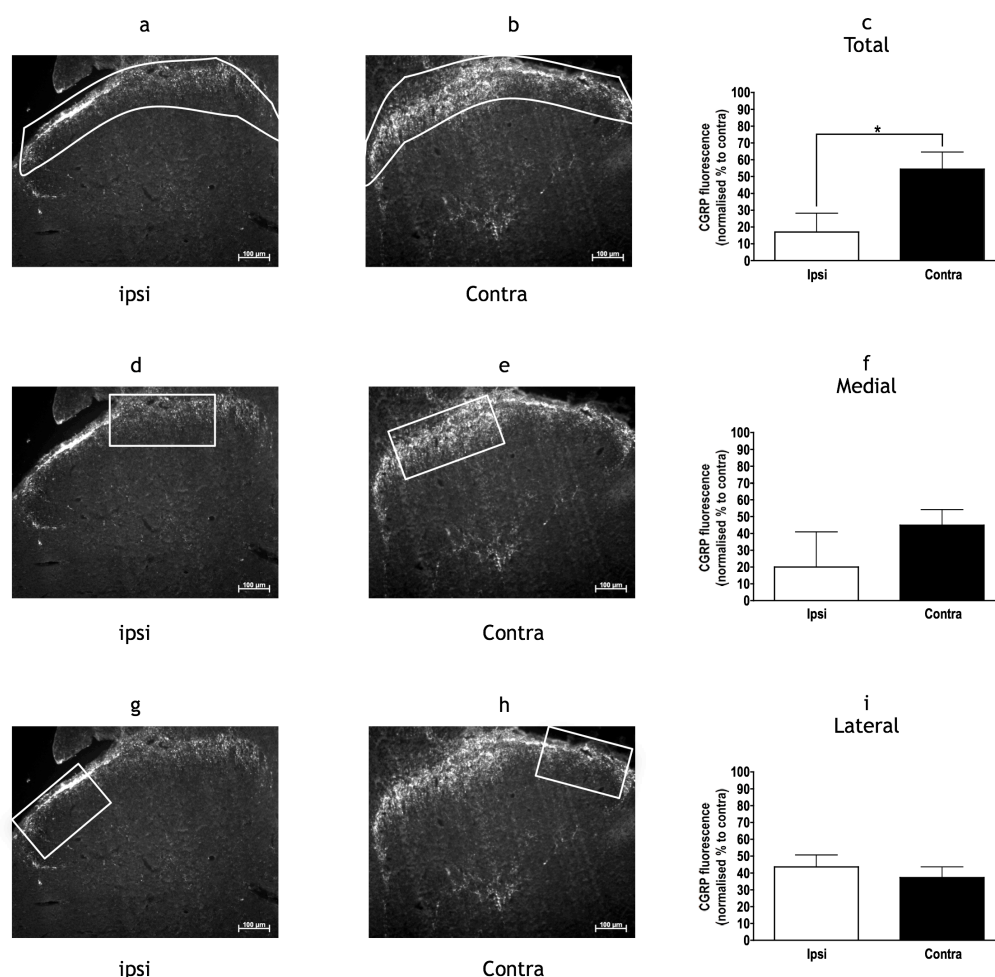 a
b
c
Total
100 µm
100 µm
ipsi
Contra
CGRP fluorescence
(normalised % to contra)
100
90
80
70
60
50
40
30
20
10
0
*
Ipsi
Contra
d
e
f
Medial
100 µm
100 µm
ipsi
Contra
CGRP fluorescence
(normalised % to contra)
100
90
80
70
60
50
40
30
20
10
0
Ipsi
Contra
g
h
i
Lateral
100 µm
100 µm
ipsi
Contra
CGRP fluorescence
(normalised % to contra)
100
90
80
70
60
50
40
30
20
10
0
Ipsi
Contra